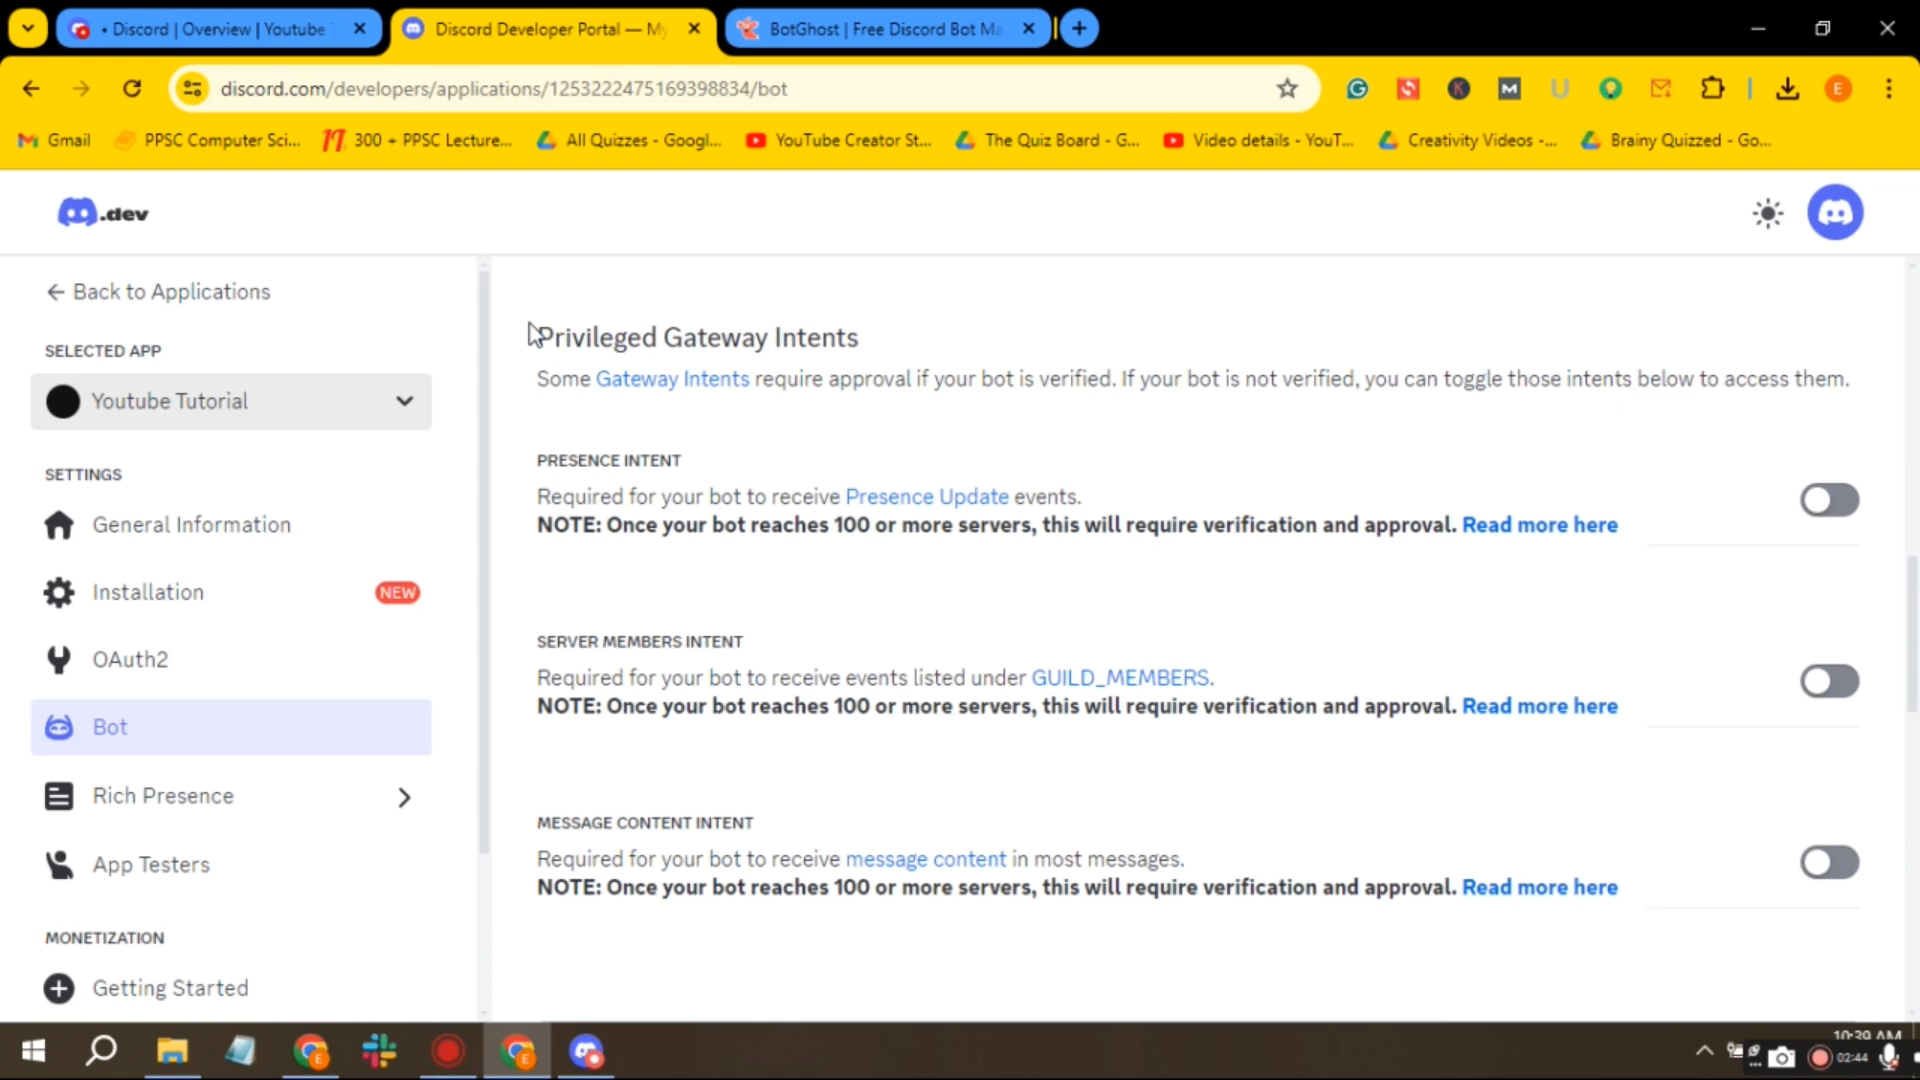 • Discord | Overview | Youtube
Discord Developer Portal — My
BotGhost | Free Discord Bot Ma
discord.com/developers/applications/1253222475169398834/bot
Gmail
PPSC Computer Sci...
300 + PPSC Lecture...
All Quizzes - Googl...
YouTube Creator St...
The Quiz Board - G...
Video details - YouT...
Creativity Videos -...
Brainy Quizzed - Go...
.dev
Back to Applications
SELECTED APP
Youtube Tutorial
SETTINGS
General Information
Installation
NEW
OAuth2
Bot
Rich Presence
App Testers
MONETIZATION
Getting Started
Privileged Gateway Intents
Some Gateway Intents require approval if your bot is verified. If your bot is not verified, you can toggle those intents below to access them.
PRESENCE INTENT
Required for your bot to receive Presence Update events.
NOTE: Once your bot reaches 100 or more servers, this will require verification and approval. Read more here
SERVER MEMBERS INTENT
Required for your bot to receive events listed under GUILD_MEMBERS.
NOTE: Once your bot reaches 100 or more servers, this will require verification and approval. Read more here
MESSAGE CONTENT INTENT
Required for your bot to receive message content in most messages.
NOTE: Once your bot reaches 100 or more servers, this will require verification and approval. Read more here
10:39 AM
02:44